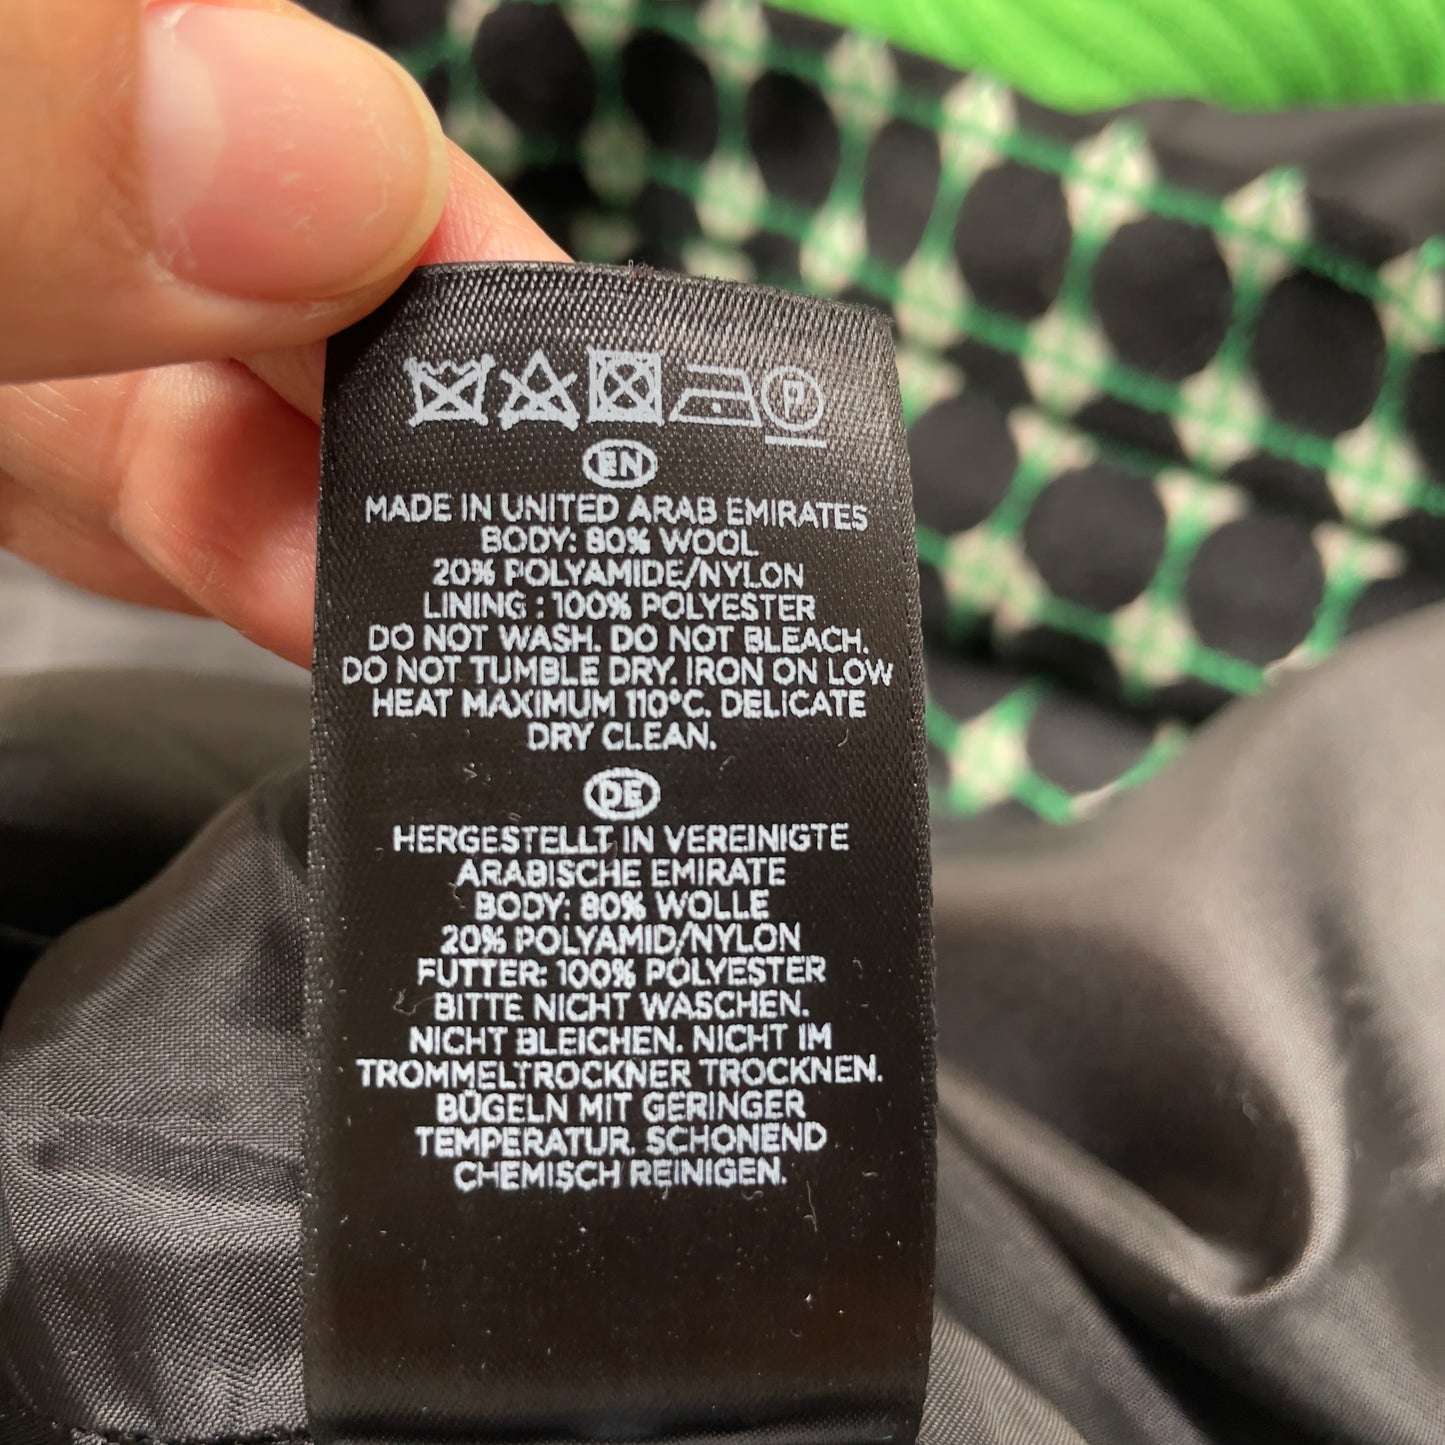 EN
MADE IN UNITED ARAB EMIRATES
BODY: 80% WOOL
20% POLYAMIDE/NYLON
LINING : 100% POLYESTER
DO NOT WASH. DO NOT BLEACH.
DO NOT TUMBLE DRY. IRON ON LOW
HEAT MAXIMUM 110°C. DELICATE
DRY CLEAN.
DE
HERGESTELLT IN VEREINIGTE
ARABISCHE EMIRATE
BODY: 80% WOLLE
20% POLYAMID/NYLON
FUTTER: 100% POLYESTER
BITTE NICHT WASCHEN.
NICHT BLEICHEN. NICHT IM
TROMMELTROCKNER TROCKNEN.
BÜGELN MIT GERINGER
TEMPERATUR. SCHONEND
CHEMISCH REINIGEN.